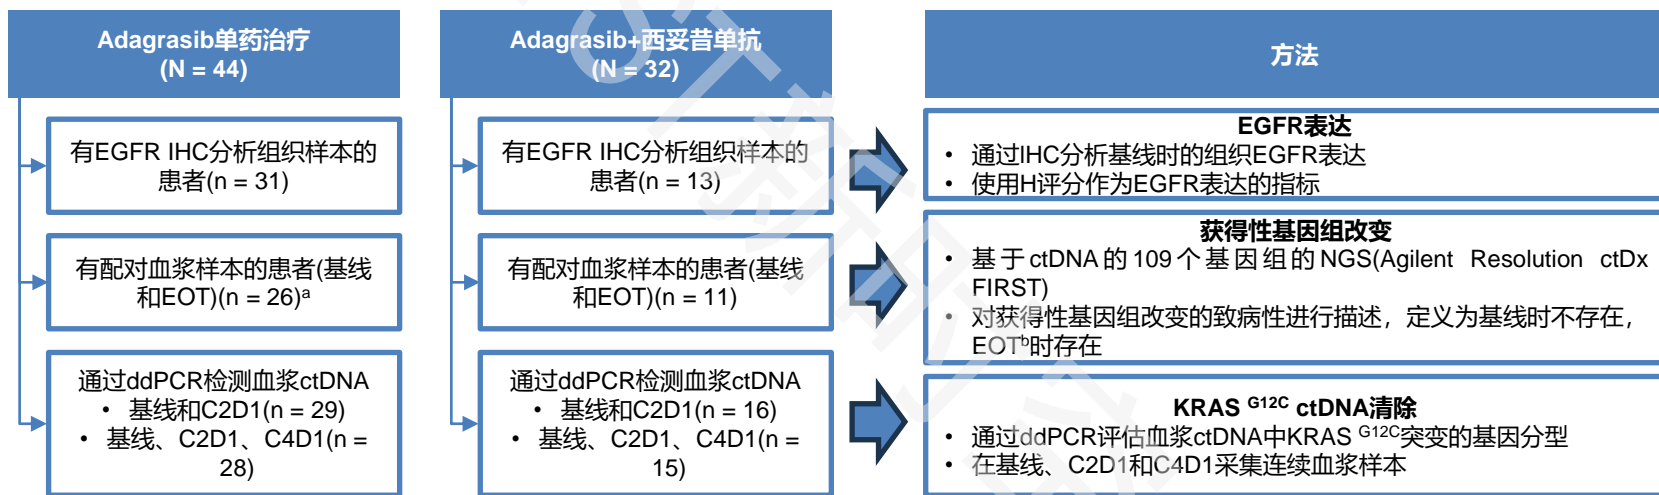 Adagrasib单药治疗
(N = 44)
有EGFR IHC分析组织样本的
患者(n = 31)
有配对血浆样本的患者(基线
和EOT)(n = 26)ᵃ
通过ddPCR检测血浆ctDNA
• 基线和C2D1(n = 29)
• 基线、C2D1、C4D1(n =
28)
Adagrasib+西妥昔单抗
(N = 32)
有EGFR IHC分析组织样本的
患者(n = 13)
有配对血浆样本的患者(基线
和EOT)(n = 11)
通过ddPCR检测血浆ctDNA
• 基线和C2D1(n = 16)
• 基线、C2D1、C4D1(n =
15)
方法
EGFR表达
• 通过IHC分析基线时的组织EGFR表达
• 使用H评分作为EGFR表达的指标
获得性基因组改变
• 基于ctDNA的109个基因组的NGS(Agilent Resolution ctDx
FIRST)
• 对获得性基因组改变的致病性进行描述，定义为基线时不存在，
EOTᵇ时存在
KRAS G12C ctDNA清除
• 通过ddPCR评估血浆ctDNA中KRAS G12C突变的基因分型
• 在基线、C2D1和C4D1采集连续血浆样本